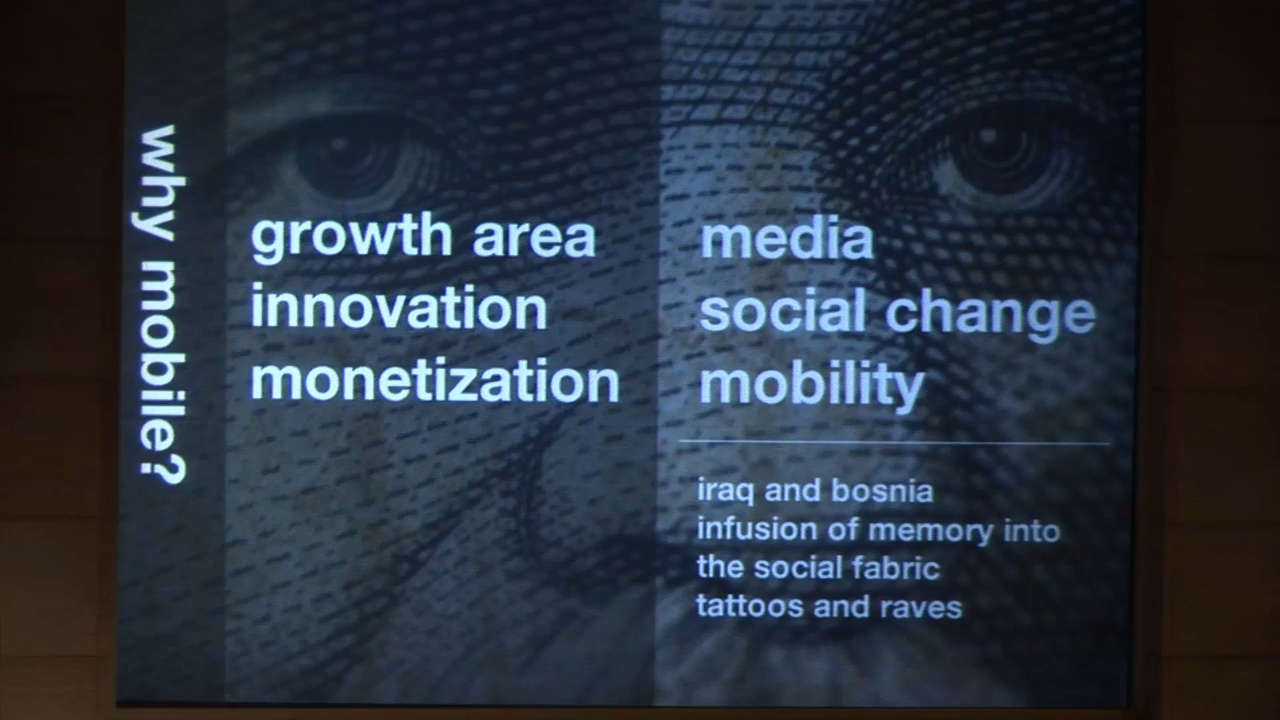 why mobile?
growth area
innovation
monetization
media
social change
mobility
iraq and bosnia
infusion of memory into
the social fabric
tattoos and raves